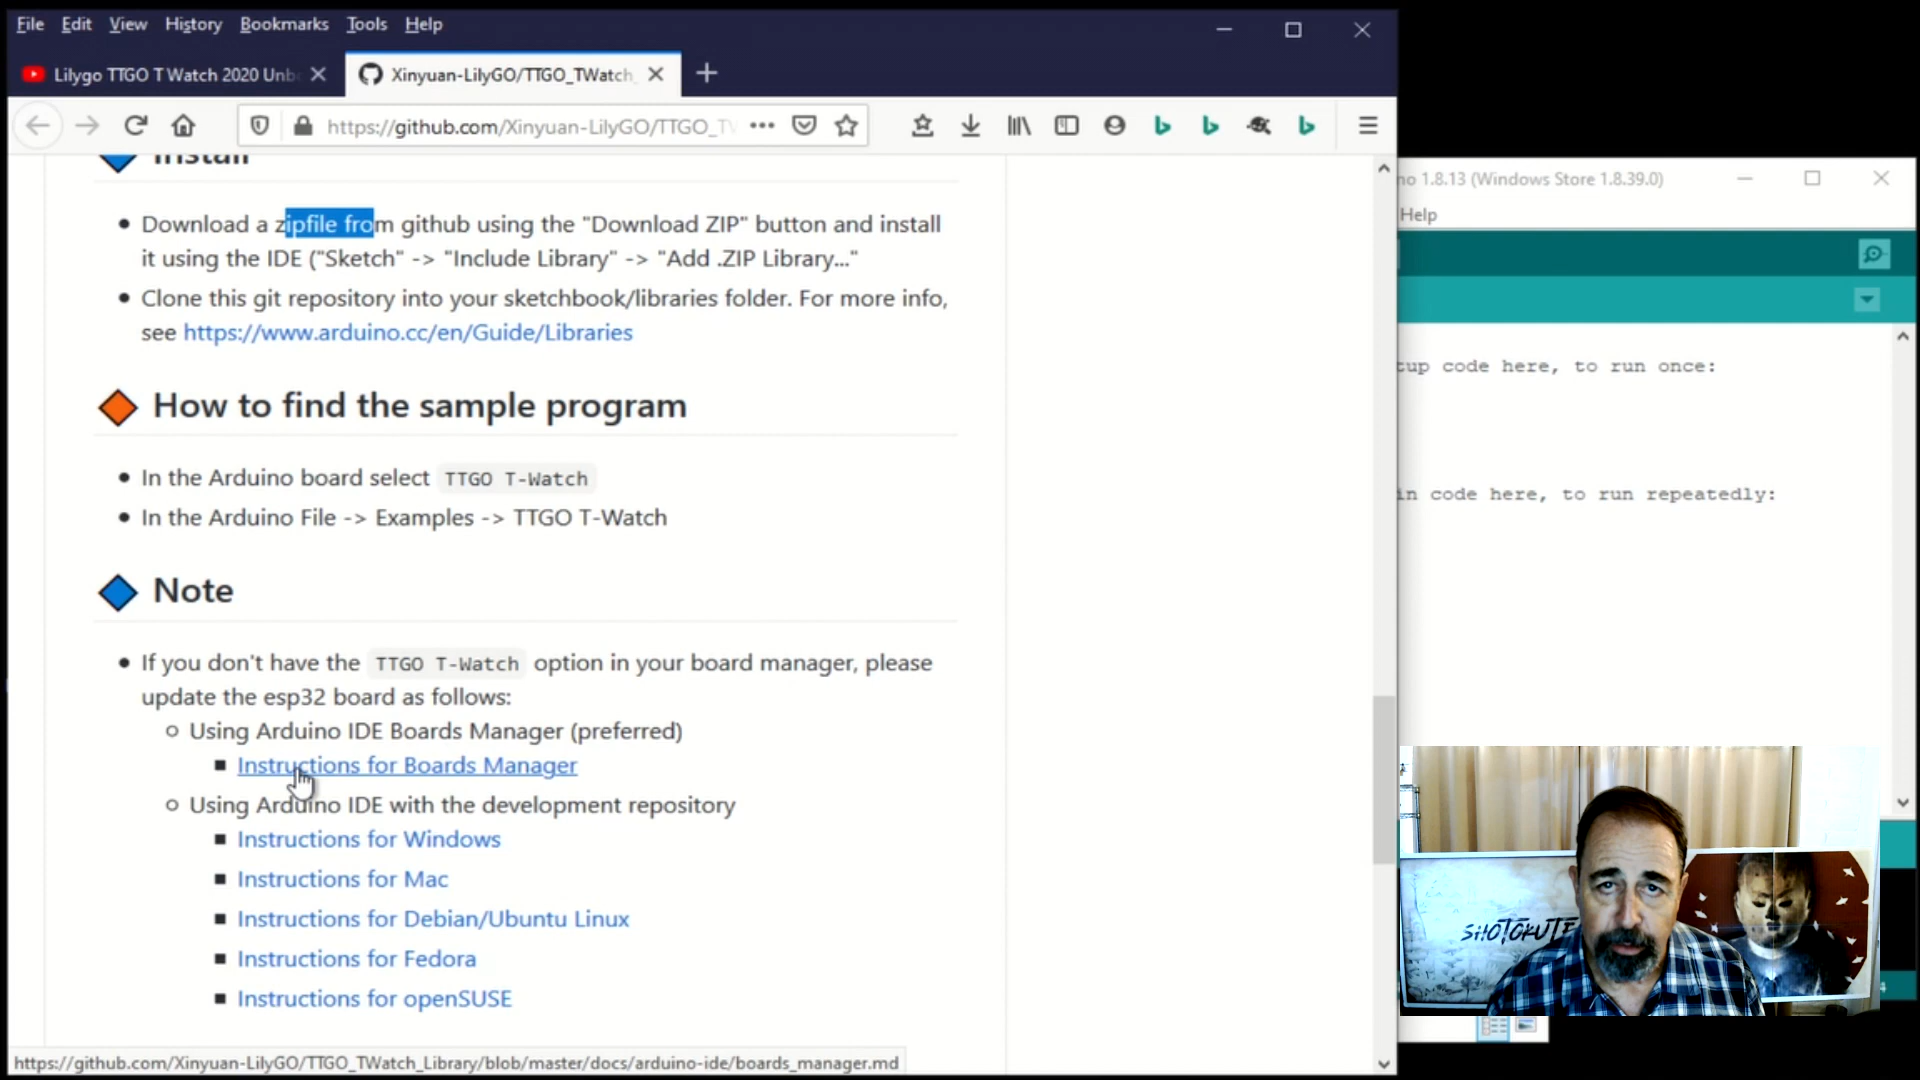 File Edit View History Bookmarks Tools Help
Lilygo TTGO T Watch 2020 Unb
Xinyuan-LilyGO/TTGO_TWatch_
https://github.com/Xinyuan-LilyGO/TTGO_TW
Install
Download a zipfile from github using the "Download ZIP" button and install
it using the IDE ("Sketch" -> "Include Library" -> "Add .ZIP Library..."
Clone this git repository into your sketchbook/libraries folder. For more info,
see https://www.arduino.cc/en/Guide/Libraries
How to find the sample program
In the Arduino board select TTGO T-Watch
In the Arduino File -> Examples -> TTGO T-Watch
Note
If you don't have the TTGO T-Watch option in your board manager, please
update the esp32 board as follows:
Using Arduino IDE Boards Manager (preferred)
Instructions for Boards Manager
Using Arduino IDE with the development repository
Instructions for Windows
Instructions for Mac
Instructions for Debian/Ubuntu Linux
Instructions for Fedora
Instructions for openSUSE
https://github.com/Xinyuan-LilyGO/TTGO_TWatch_Library/blob/master/docs/arduino-ide/boards_manager.md
no 1.8.13 (Windows Store 1.8.39.0)
Help
tup code here, to run once:
in code here, to run repeatedly: